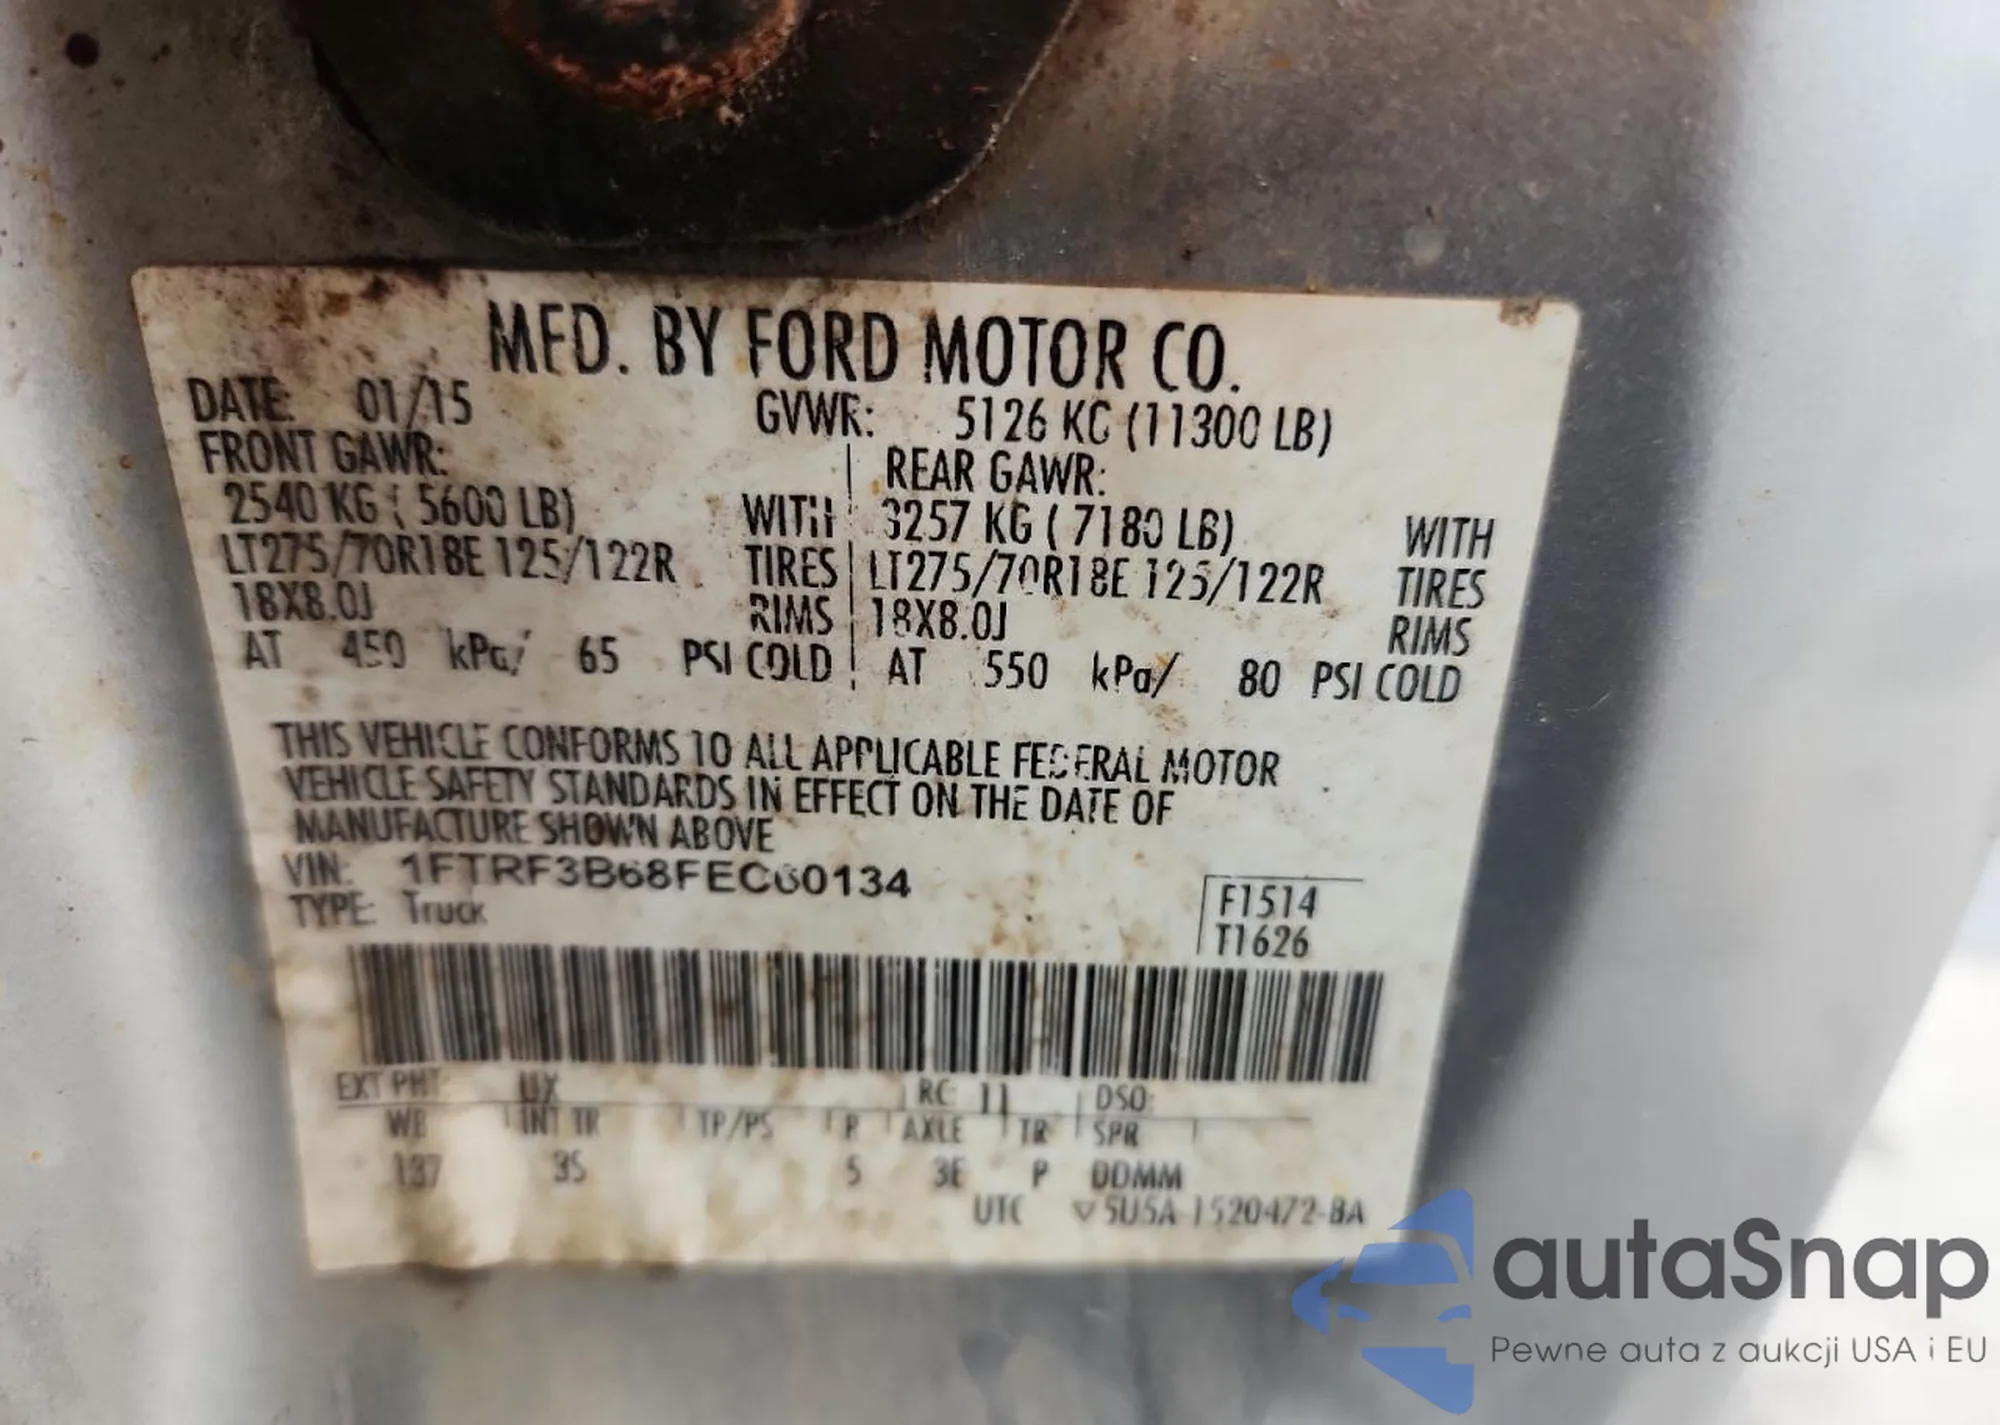 MFD. BY FORD MOTOR CO.
DATE: 01/15 GVWR: 5126 KG (11300 LB)
FRONT GAWR: REAR GAWR:
2540 KG ( 5600 LB) WITH 3257 KG ( 7180 LB) WITH
LT275/70R18E 125/122R TIRES LT275/70R18E 125/122R TIRES
18X8.0J RIMS 18X8.0J RIMS
AT 450 kPa/ 65 PSI COLD AT 550 kPa/ 80 PSI COLD
THIS VEHICLE CONFORMS TO ALL APPLICABLE FEDERAL MOTOR
VEHICLE SAFETY STANDARDS IN EFFECT ON THE DATE OF
MANUFACTURE SHOWN ABOVE
VIN: 1FTRF3B68FEC60134
TYPE: Truck
F1514
T1626
EXT PNT: UX RC: 11 DSO:
WB INT TR TP/PS R AXLE TR SPR
137 3S 5 3E P DDMM
UTC ▽5U5A-1520472-BA
autaSnap
Pewne auta z aukcji USA i EU